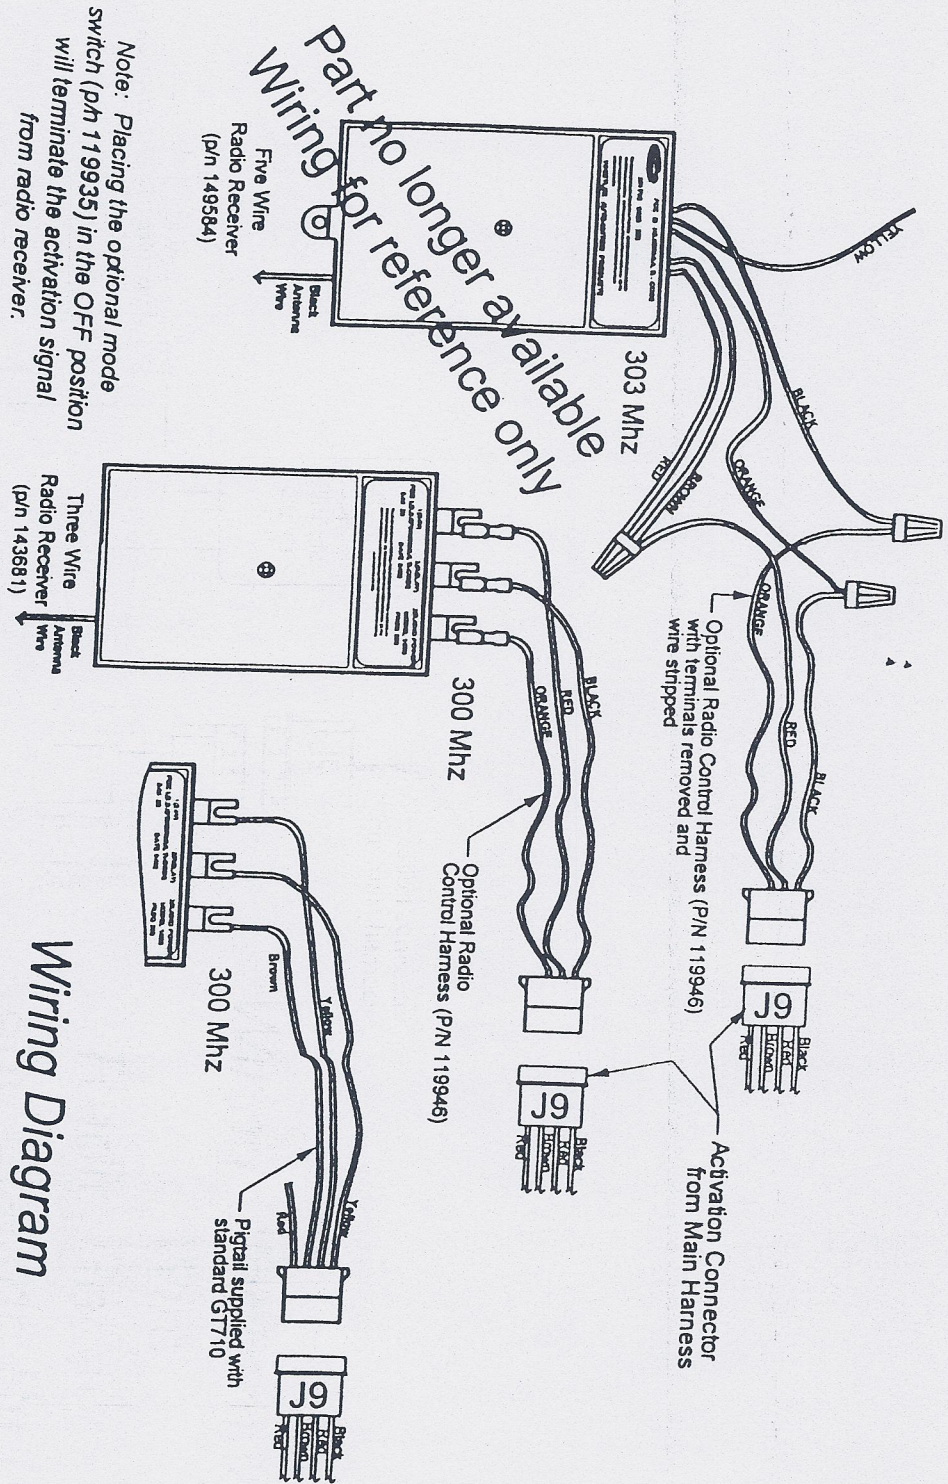 Part no longer available
Wiring for reference only
YELLOW
BLACK
ORANGE
RED
BROWN
303 Mhz
Five Wire
Radio Receiver
(p/n 149584)
Black
Antenna
Wire
ORANGE
RED
BLACK
Optional Radio Control Harness (P/N 119946)
with terminals removed and
wire stripped
J9
Black
Red
Brown
Red
Activation Connector
from Main Harness
300 Mhz
Three Wire
Radio Receiver
(p/n 143681)
Black
Antenna
Wire
BLACK
RED
ORANGE
Optional Radio
Control Harness (P/N 119946)
J9
Black
Red
Brown
Red
300 Mhz
Brown
Yellow
Yellow
Red
Pigtail supplied with
standard GT710
J9
Black
Red
Brown
Red
Note: Placing the optional mode
switch (p/n 119935) in the OFF position
will terminate the activation signal
from radio receiver.
Wiring Diagram